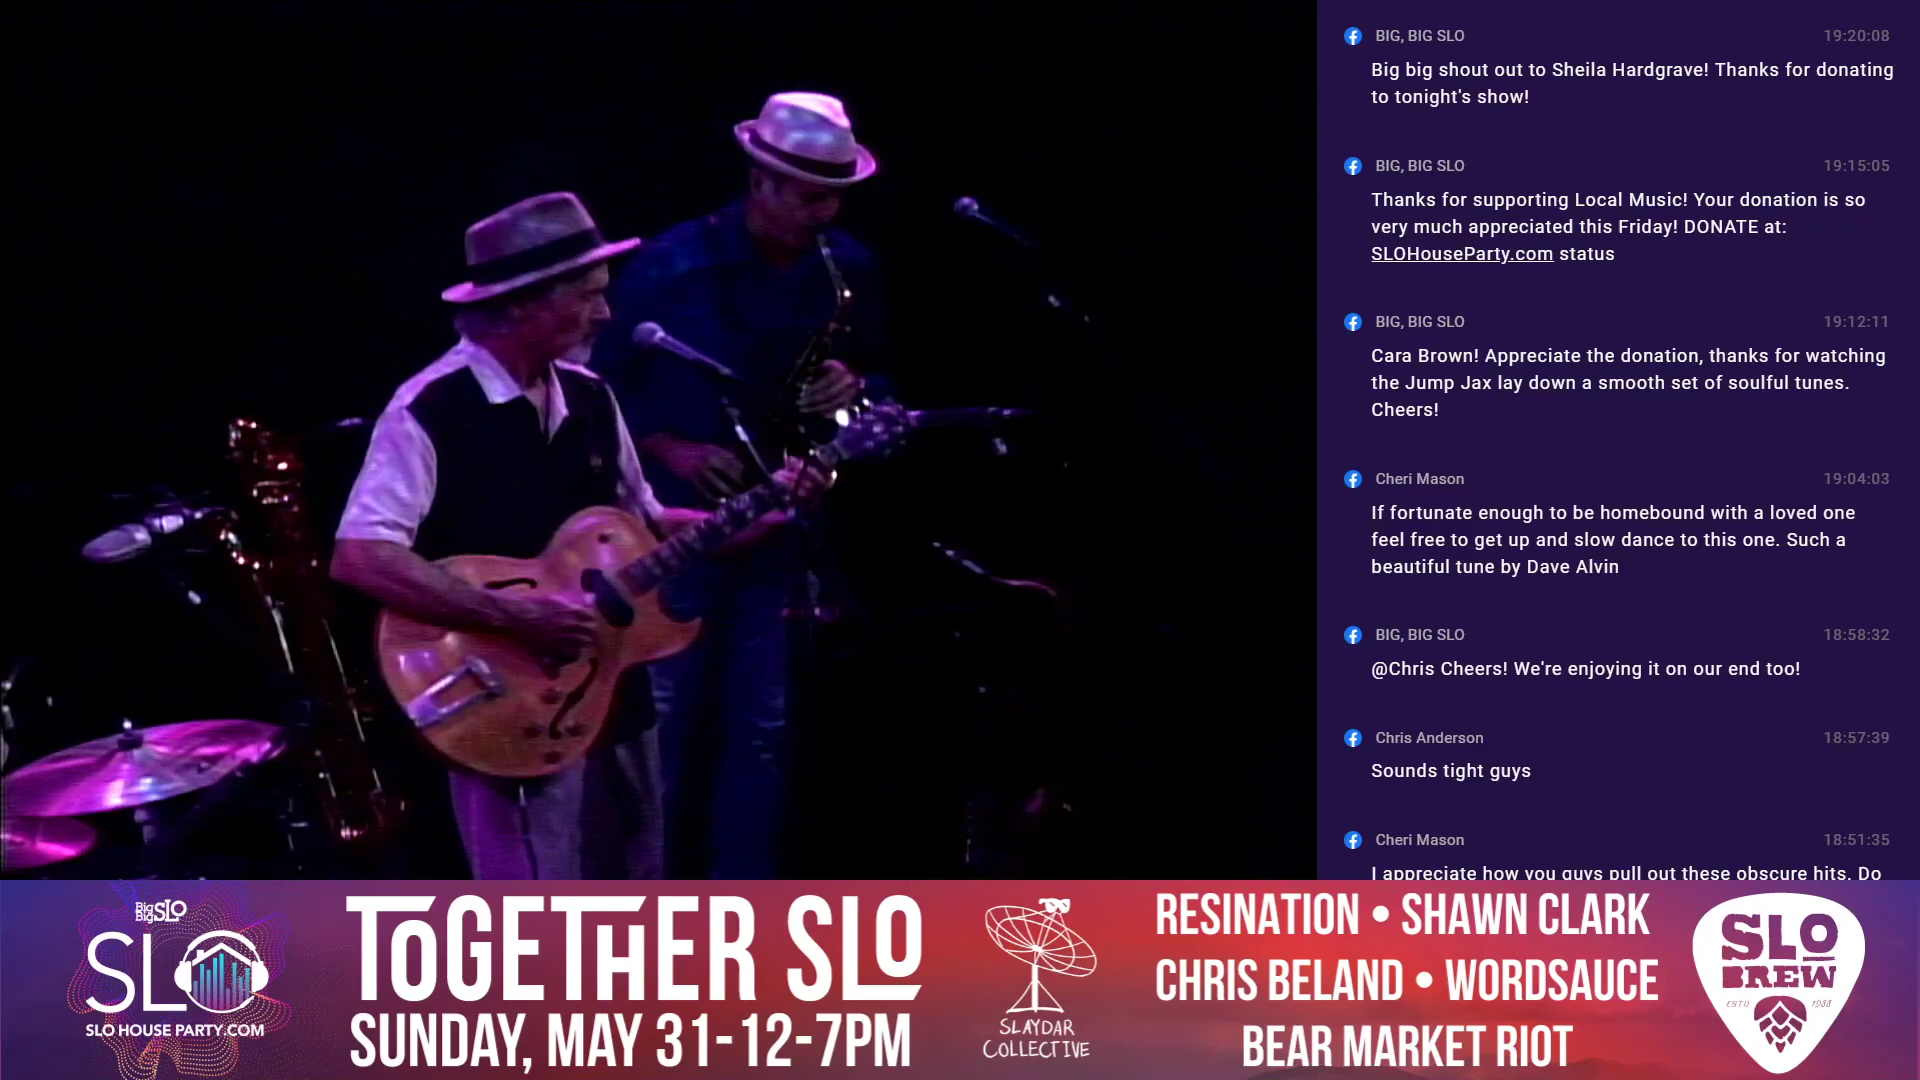 BIG, BIG SLO 19:20:08
Big big shout out to Sheila Hardgrave! Thanks for donating
to tonight's show!
BIG, BIG SLO 19:15:05
Thanks for supporting Local Music! Your donation is so
very much appreciated this Friday! DONATE at:
SLOHouseParty.com status
BIG, BIG SLO 19:12:11
Cara Brown! Appreciate the donation, thanks for watching
the Jump Jax lay down a smooth set of soulful tunes.
Cheers!
Cheri Mason 19:04:03
If fortunate enough to be homebound with a loved one
feel free to get up and slow dance to this one. Such a
beautiful tune by Dave Alvin
BIG, BIG SLO 18:58:32
@Chris Cheers! We're enjoying it on our end too!
Chris Anderson 18:57:39
Sounds tight guys
Cheri Mason 18:51:35
I appreciate how you guys pull out these obscure hits. Do
Big Big SLO
SLO
SLO HOUSE PARTY.COM
TOGETHER SLO
SUNDAY, MAY 31-12-7PM
SLAYDAR
COLLECTIVE
RESINATION • SHAWN CLARK
CHRIS BELAND • WORDSAUCE
BEAR MARKET RIOT
SLO
BREW
ESTD 1988